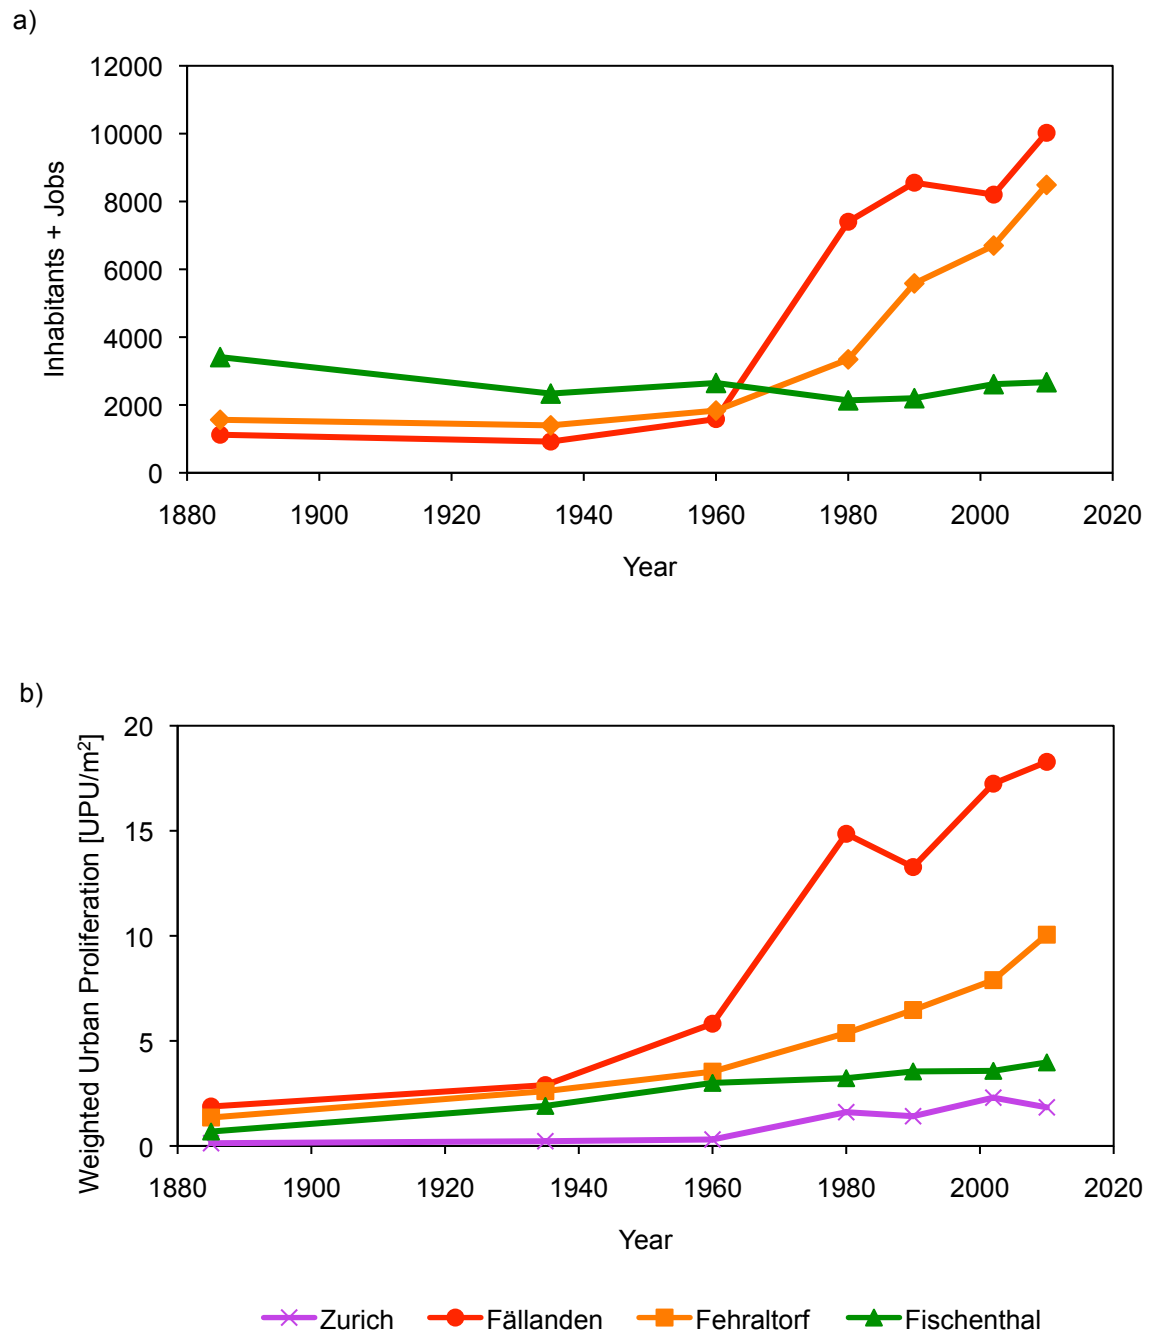 a)
12000
10000
8000
6000
4000
2000
0
Inhabitants + Jobs
1880 1900 1920 1940 1960 1980 2000 2020
Year
b)
20
15
10
5
0
Weighted Urban Proliferation [UPU/m²]
1880 1900 1920 1940 1960 1980 2000 2020
Year
Zurich Fällanden Fehraltorf Fischenthal